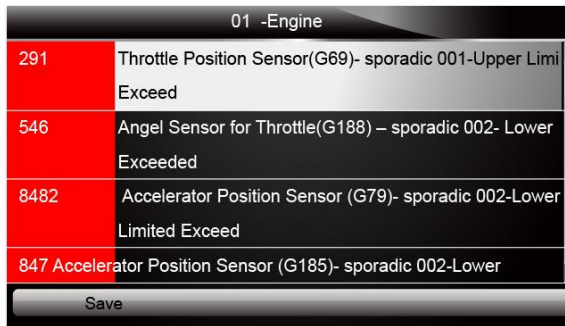 01 -Engine
291 Throttle Position Sensor(G69)- sporadic 001-Upper Limi
Exceed
546 Angel Sensor for Throttle(G188) – sporadic 002- Lower
Exceeded
8482 Accelerator Position Sensor (G79)- sporadic 002-Lower
Limited Exceed
847 Accelerator Position Sensor (G185)- sporadic 002-Lower
Save